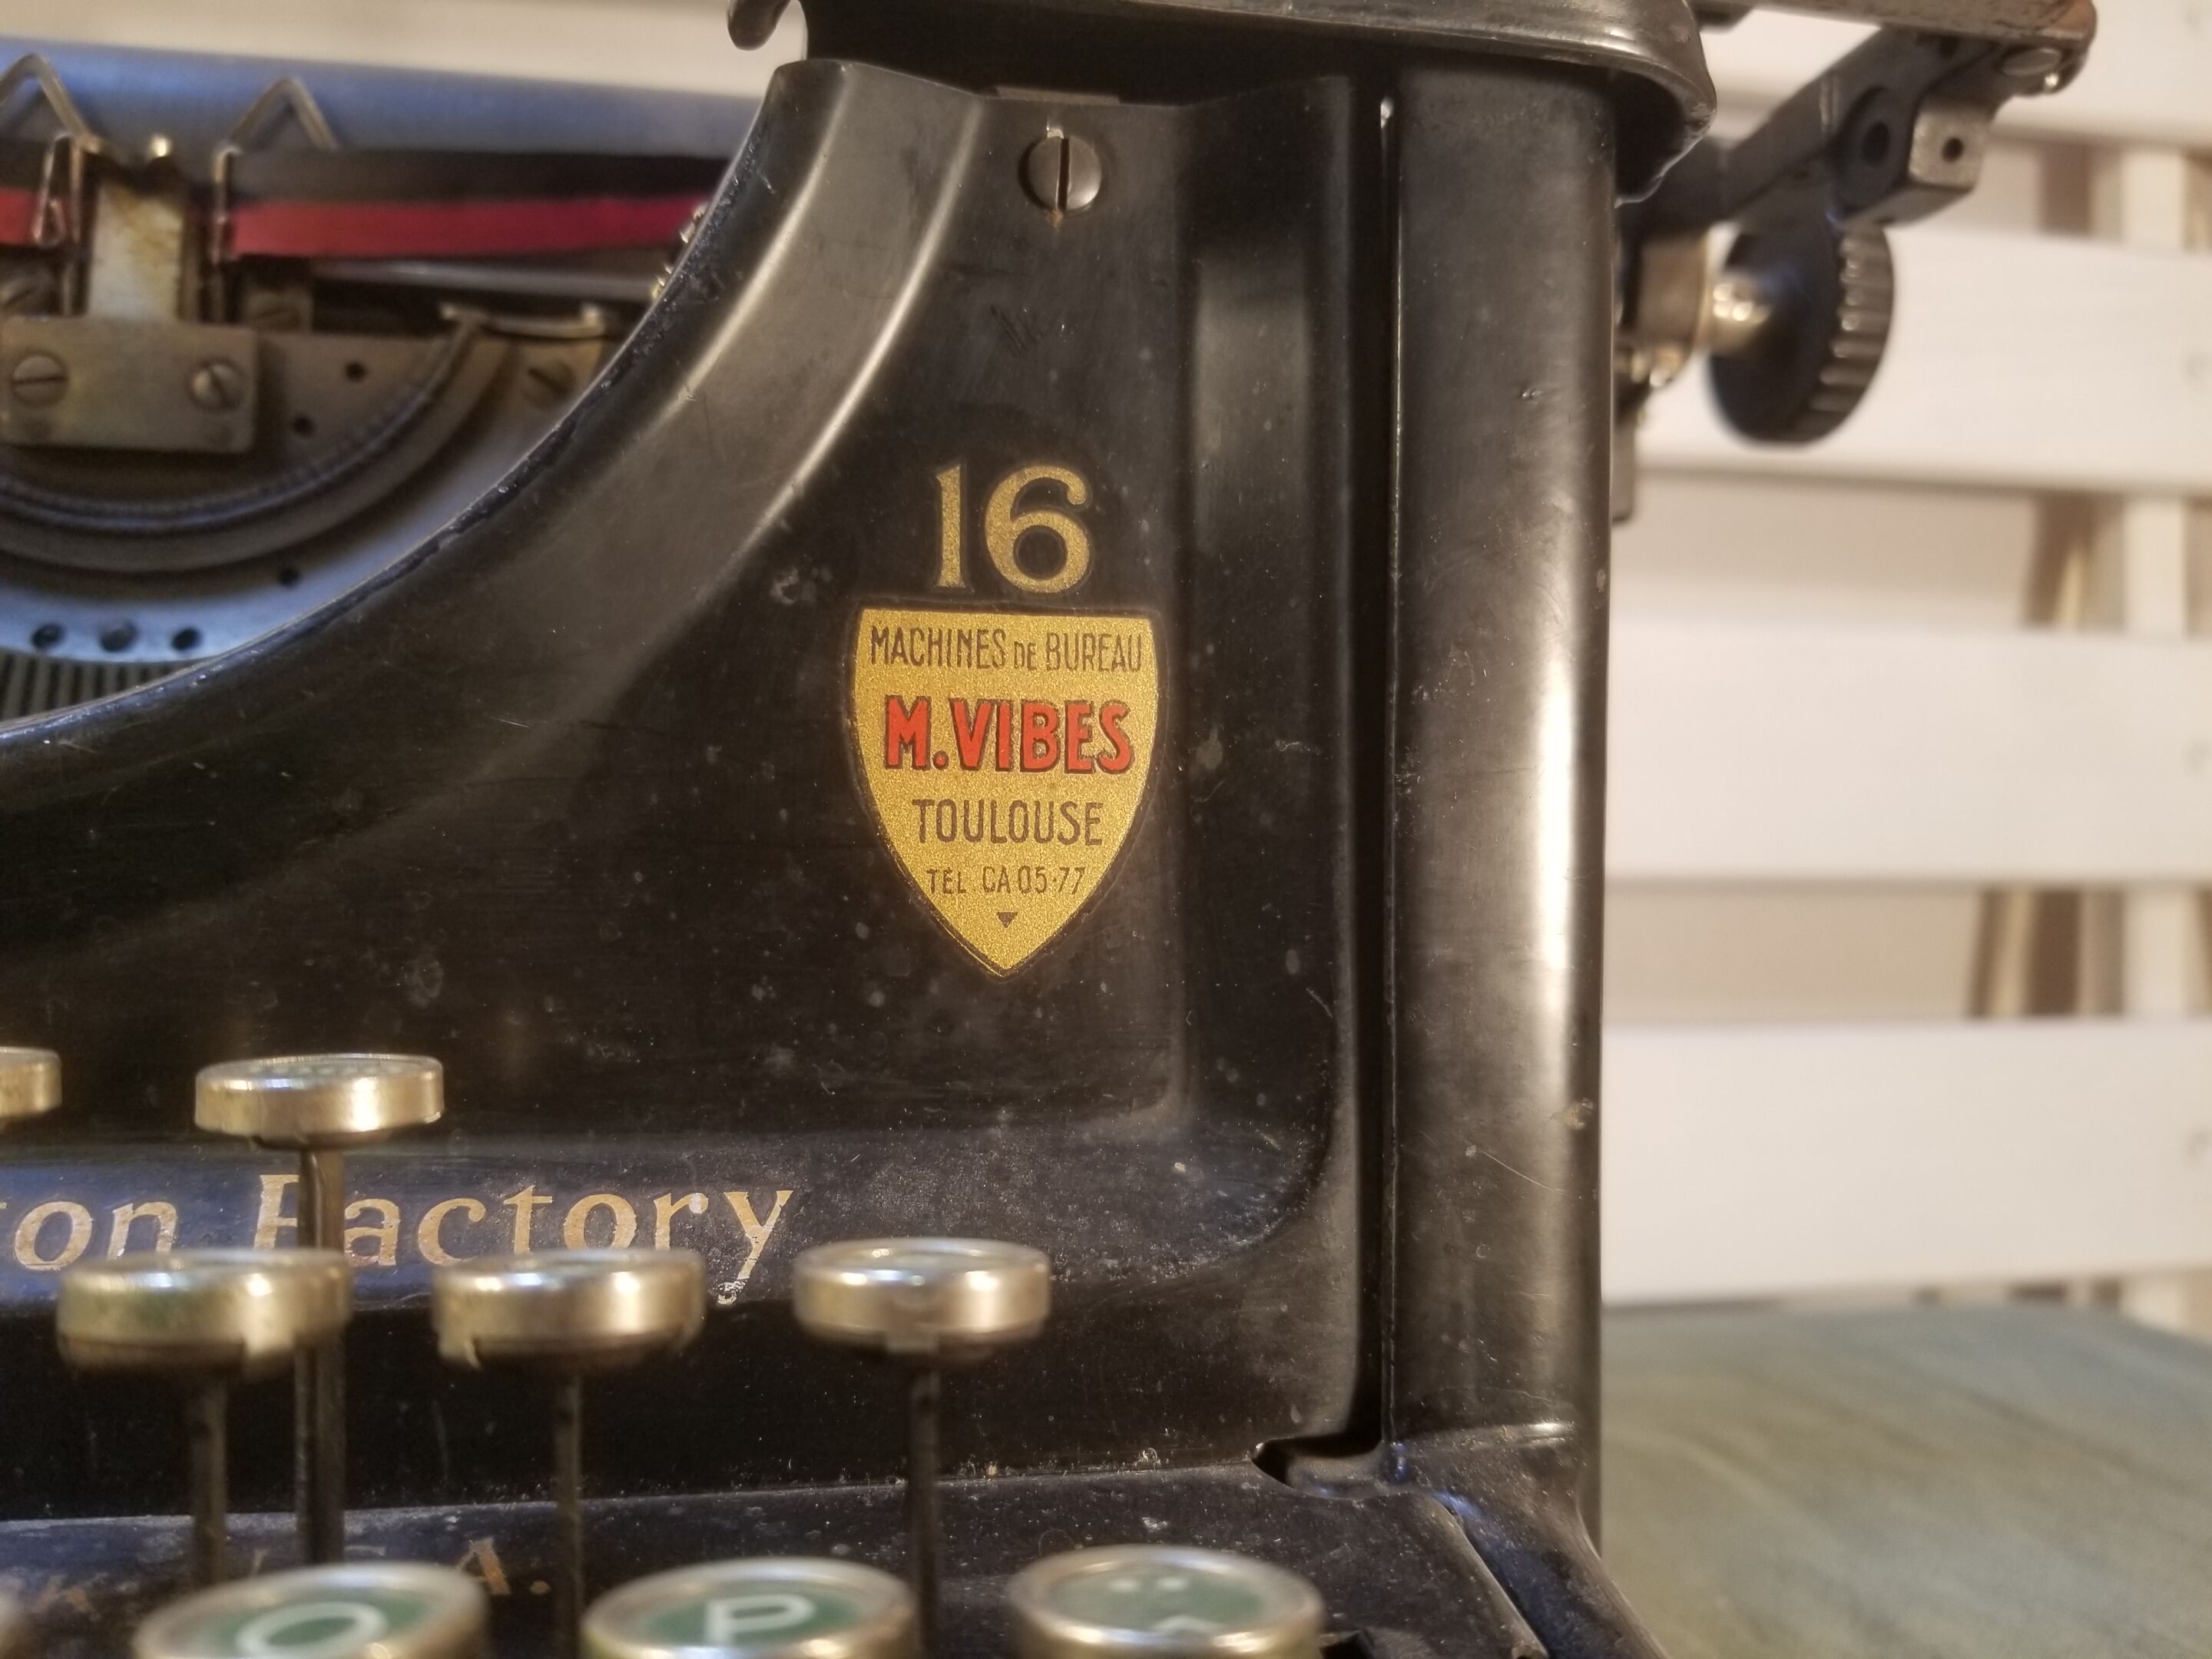 16
MACHINES DE BUREAU
M.VIBES
TOULOUSE
TEL CA 05·77
ton Factory
A.
O P ¨ ^